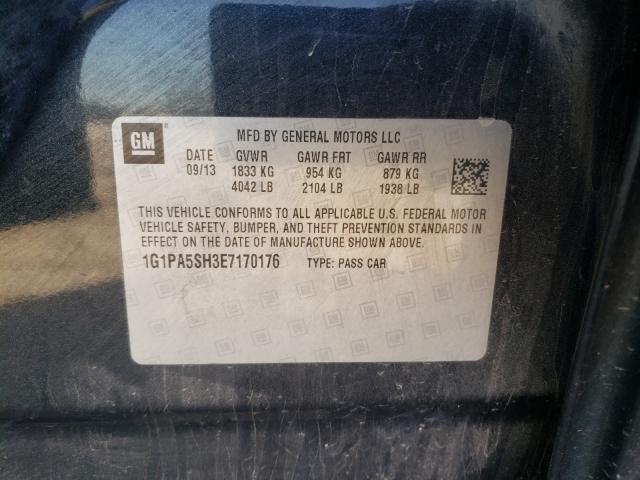 GM
MFD BY GENERAL MOTORS LLC
DATE GVWR GAWR FRT GAWR RR
09/13 1833 KG 954 KG 879 KG
4042 LB 2104 LB 1938 LB
THIS VEHICLE CONFORMS TO ALL APPLICABLE U.S. FEDERAL MOTOR
VEHICLE SAFETY, BUMPER, AND THEFT PREVENTION STANDARDS IN
EFFECT ON THE DATE OF MANUFACTURE SHOWN ABOVE.
1G1PA5SH3E7170176 TYPE: PASS CAR